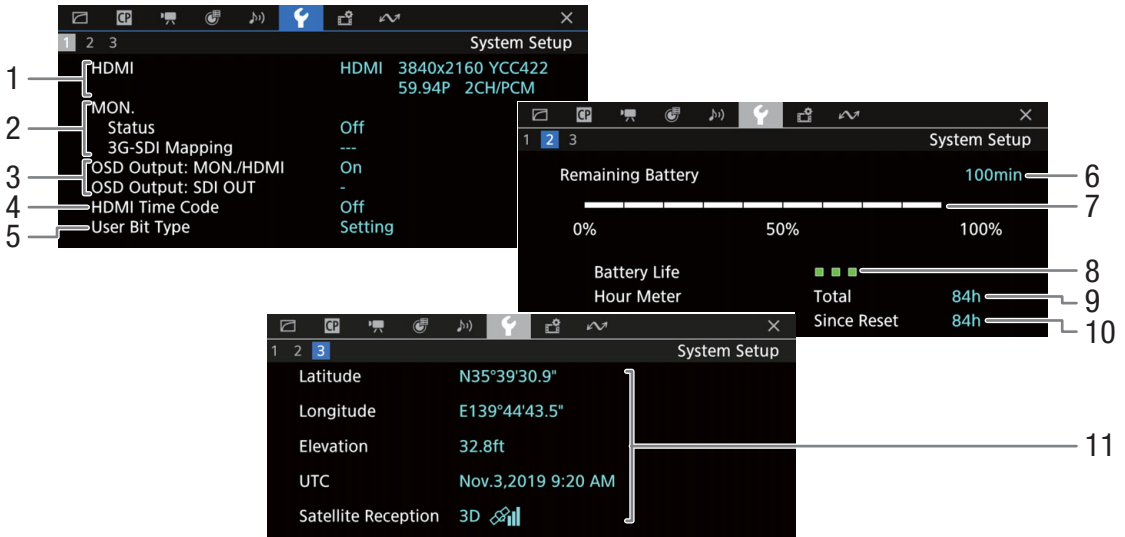 CP
×
1 2 3 System Setup
1
HDMI HDMI 3840x2160 YCC422
59.94P 2CH/PCM
2
MON.
Status Off
3G-SDI Mapping ---
3
OSD Output: MON./HDMI On
OSD Output: SDI OUT -
4
HDMI Time Code Off
5
User Bit Type Setting
CP
×
1 2 3 System Setup
Remaining Battery 100min 6
7
0% 50% 100%
Battery Life 8
Hour Meter Total 84h 9
Since Reset 84h 10
CP
×
1 2 3 System Setup
Latitude N35°39'30.9"
Longitude E139°44'43.5"
Elevation 32.8ft
11
UTC Nov.3,2019 9:20 AM
Satellite Reception 3D